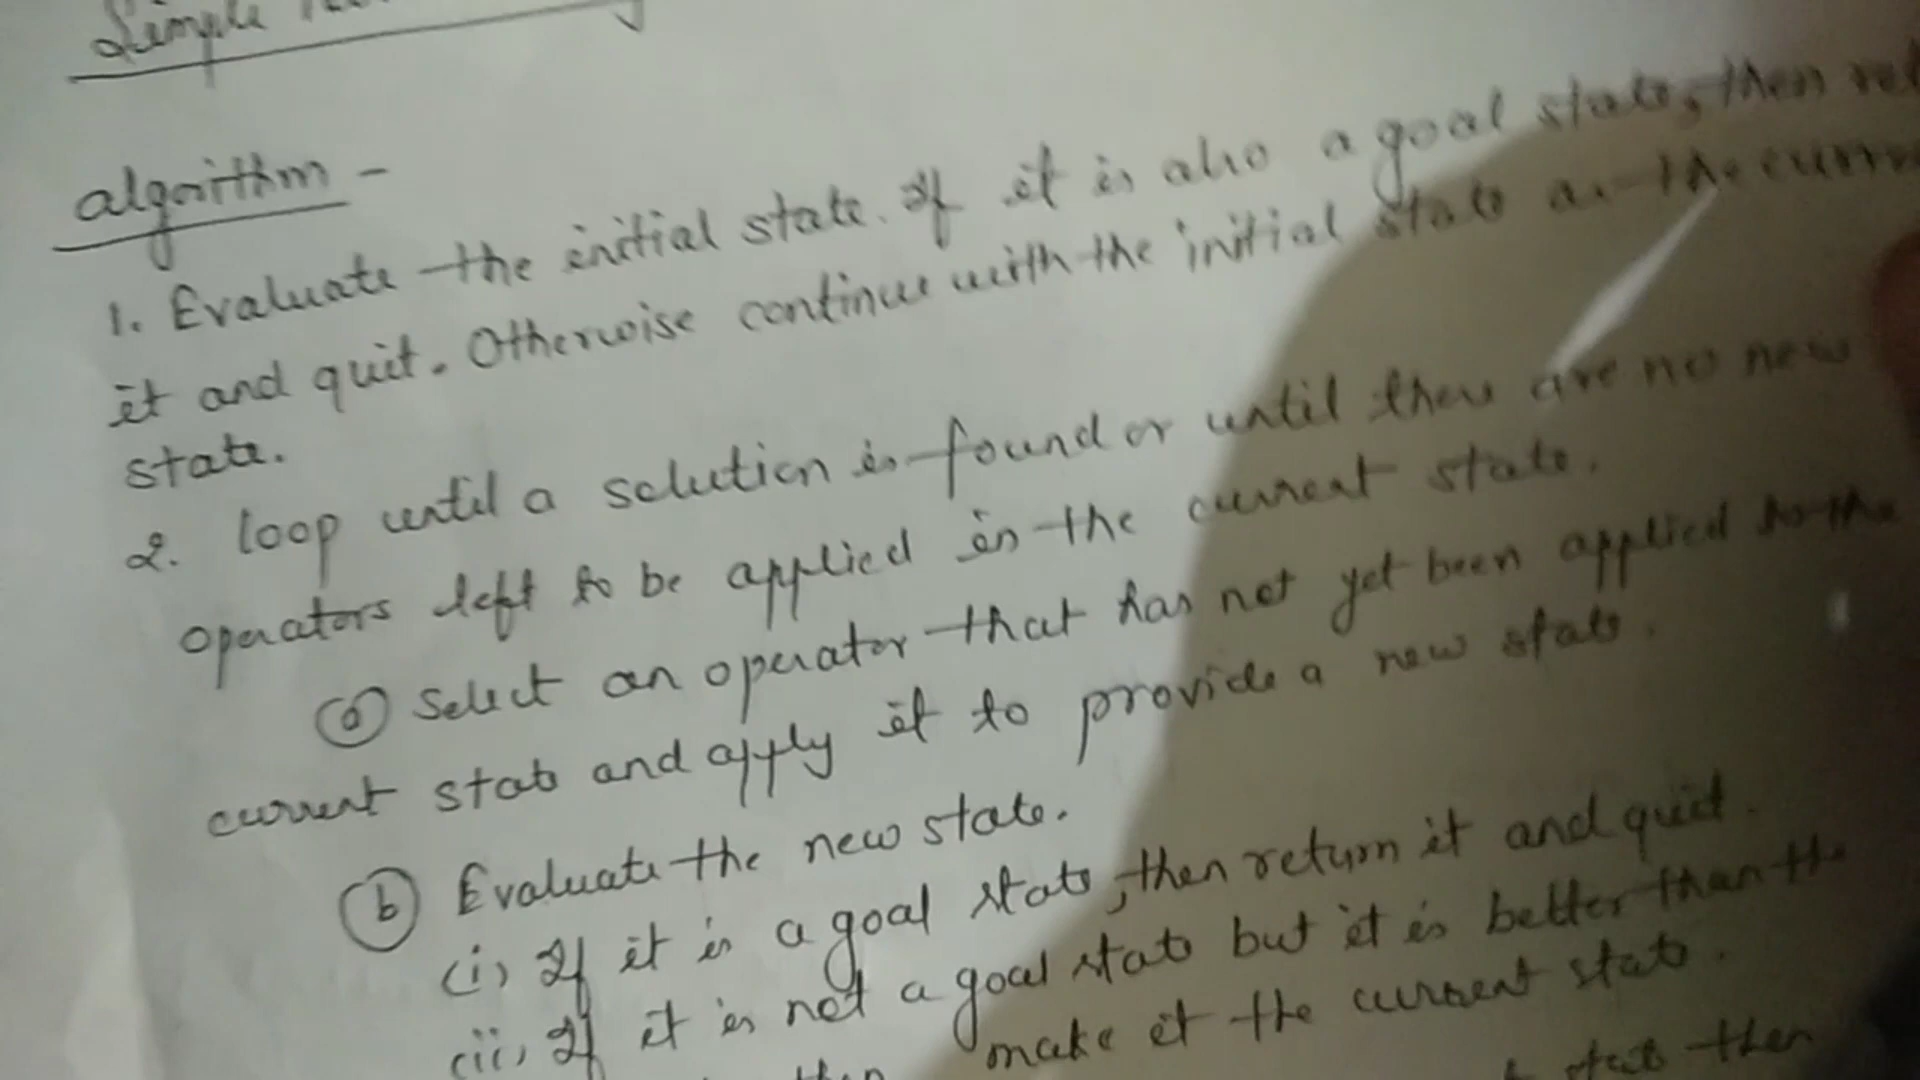 Simple
algorithm -
1. Evaluate the initial state. If it is also a goal state, then
it and quit. Otherwise continue with the initial state as the
state.
2. loop until a solution is found or until there are no new
operators left to be applied in the current state.
(a) Select an operator that has not yet been applied to the
current state and apply it to provide a new state.
(b) Evaluate the new state.
(i) If it is a goal state, then return it and quit.
(ii) If it is not a goal state but it is better than the
then make it the current state.
state then